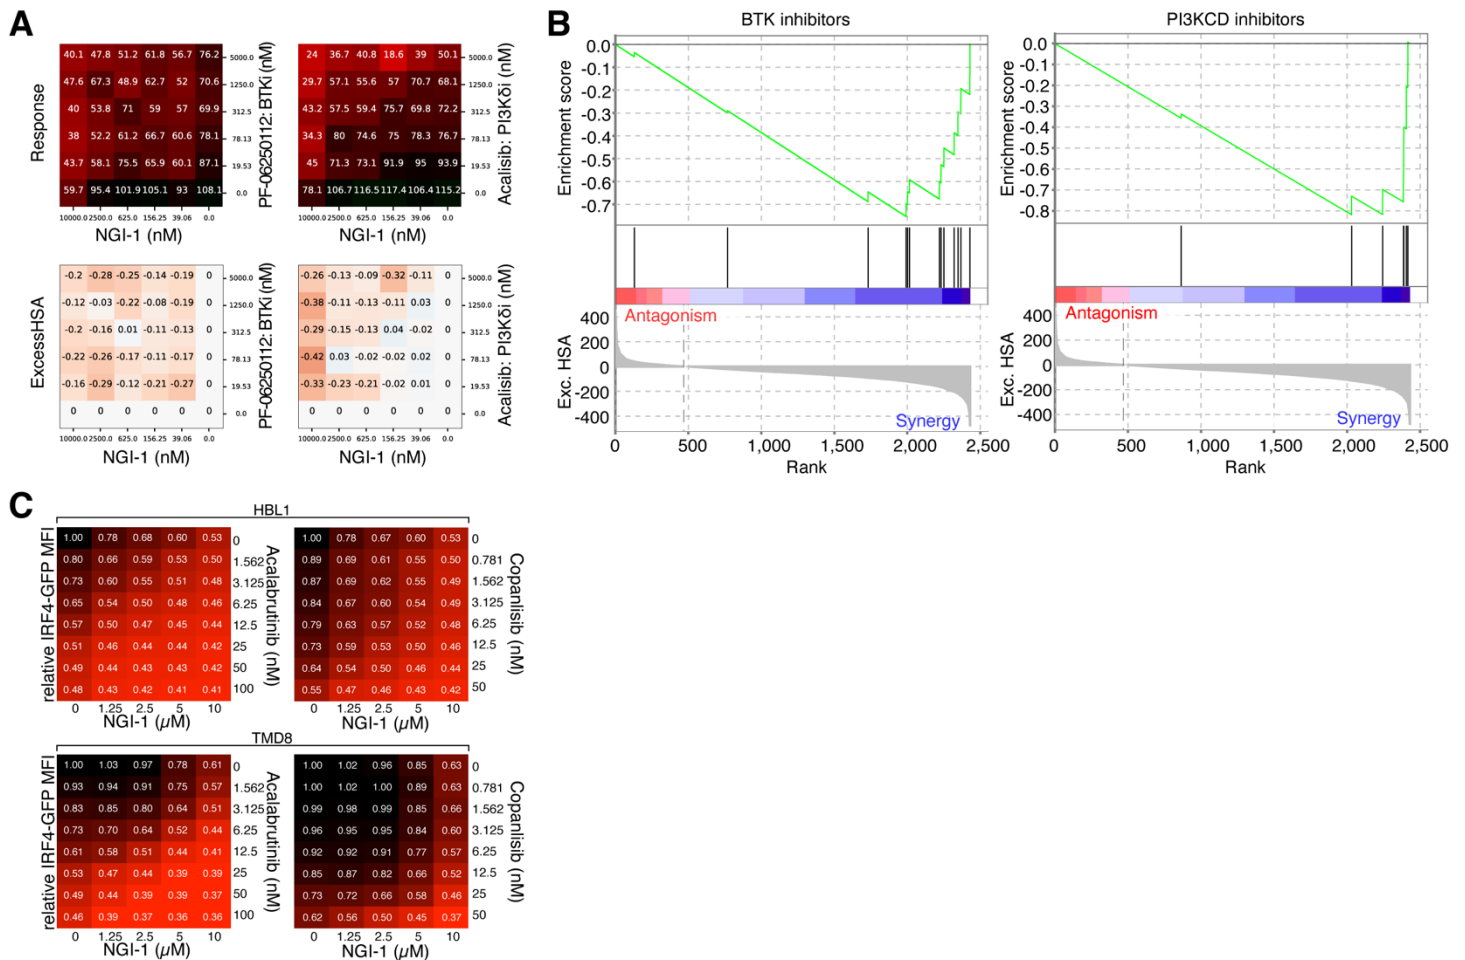 A
Response
40.1 47.8 51.2 61.8 56.7 76.2 5000.0
47.6 67.3 48.9 62.7 52 70.6 1250.0
40 53.8 71 59 57 69.9 312.5
38 52.2 61.2 66.7 60.6 78.1 78.13
43.7 58.1 75.5 65.9 60.1 87.1 19.53
59.7 95.4 101.9 105.1 93 108.1 0.0
10000.0 2500.0 625.0 156.25 39.06 0.0
NGI-1 (nM)
PF-06250112: BTKi (nM)
24 36.7 40.8 18.6 39 50.1 5000.0
29.7 57.1 55.6 57 70.7 68.1 1250.0
43.2 57.5 59.4 75.7 69.8 72.2 312.5
34.3 80 74.6 75 78.3 76.7 78.13
45 71.3 73.1 91.9 95 93.9 19.53
78.1 106.7 116.5 117.4 106.4 115.2 0.0
10000.0 2500.0 625.0 156.25 39.06 0.0
NGI-1 (nM)
Acalisib: PI3Kδi (nM)
ExcessHSA
-0.2 -0.28 -0.25 -0.14 -0.19 0 5000.0
-0.12 -0.03 -0.22 -0.08 -0.19 0 1250.0
-0.2 -0.16 0.01 -0.11 -0.13 0 312.5
-0.22 -0.26 -0.17 -0.11 -0.17 0 78.13
-0.16 -0.29 -0.12 -0.21 -0.27 0 19.53
0 0 0 0 0 0 0.0
10000.0 2500.0 625.0 156.25 39.06 0.0
NGI-1 (nM)
PF-06250112: BTKi (nM)
-0.26 -0.13 -0.09 -0.32 -0.11 0 5000.0
-0.38 -0.11 -0.13 -0.11 0.03 0 1250.0
-0.29 -0.15 -0.13 0.04 -0.02 0 312.5
-0.42 0.03 -0.02 -0.02 0.02 0 78.13
-0.33 -0.23 -0.21 -0.02 0.01 0 19.53
0 0 0 0 0 0 0.0
10000.0 2500.0 625.0 156.25 39.06 0.0
NGI-1 (nM)
Acalisib: PI3Kδi (nM)
B
BTK inhibitors
Enrichment score
0.0
-0.1
-0.2
-0.3
-0.4
-0.5
-0.6
-0.7
Antagonism
Exc. HSA
400
200
0
-200
-400
Synergy
0 500 1,000 1,500 2,000 2,500
Rank
PI3KCD inhibitors
Enrichment score
0.0
-0.1
-0.2
-0.3
-0.4
-0.5
-0.6
-0.7
-0.8
Antagonism
Exc. HSA
400
200
0
-200
-400
Synergy
0 500 1,000 1,500 2,000 2,500
Rank
C
HBL1
relative IRF4-GFP MFI
1.00 0.78 0.68 0.60 0.53 0
0.80 0.66 0.59 0.53 0.50 1.562
0.73 0.60 0.55 0.51 0.48 3.125
0.65 0.54 0.50 0.48 0.46 6.25
0.57 0.50 0.47 0.45 0.44 12.5
0.51 0.46 0.44 0.44 0.42 25
0.49 0.44 0.43 0.43 0.42 50
0.48 0.43 0.42 0.41 0.41 100
0 1.25 2.5 5 10
NGI-1 (µM)
Acalabrutinib (nM)
1.00 0.78 0.67 0.60 0.53 0
0.89 0.69 0.61 0.55 0.50 0.781
0.87 0.69 0.62 0.55 0.49 1.562
0.84 0.67 0.60 0.54 0.49 3.125
0.79 0.63 0.57 0.52 0.48 6.25
0.73 0.59 0.53 0.50 0.46 12.5
0.64 0.54 0.50 0.46 0.44 25
0.55 0.47 0.46 0.43 0.42 50
0 1.25 2.5 5 10
NGI-1 (µM)
Copanlisib (nM)
TMD8
relative IRF4-GFP MFI
1.00 1.03 0.97 0.78 0.61 0
0.93 0.94 0.91 0.75 0.57 1.562
0.83 0.85 0.80 0.64 0.51 3.125
0.73 0.70 0.64 0.52 0.44 6.25
0.61 0.58 0.51 0.44 0.41 12.5
0.53 0.47 0.44 0.39 0.39 25
0.49 0.44 0.39 0.39 0.37 50
0.46 0.39 0.37 0.36 0.36 100
0 1.25 2.5 5 10
NGI-1 (µM)
Acalabrutinib (nM)
1.00 1.02 0.96 0.85 0.63 0
1.00 1.02 1.00 0.89 0.63 0.781
0.99 0.98 0.99 0.85 0.66 1.562
0.96 0.95 0.95 0.84 0.60 3.125
0.92 0.92 0.91 0.77 0.57 6.25
0.85 0.87 0.82 0.66 0.52 12.5
0.73 0.72 0.66 0.58 0.46 25
0.62 0.56 0.50 0.45 0.37 50
0 1.25 2.5 5 10
NGI-1 (µM)
Copanlisib (nM)